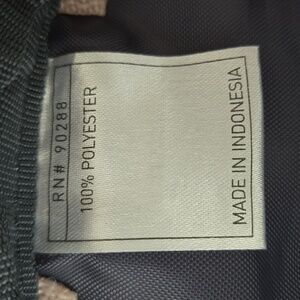 RN# 90288
100% POLYESTER
MADE IN INDONESIA